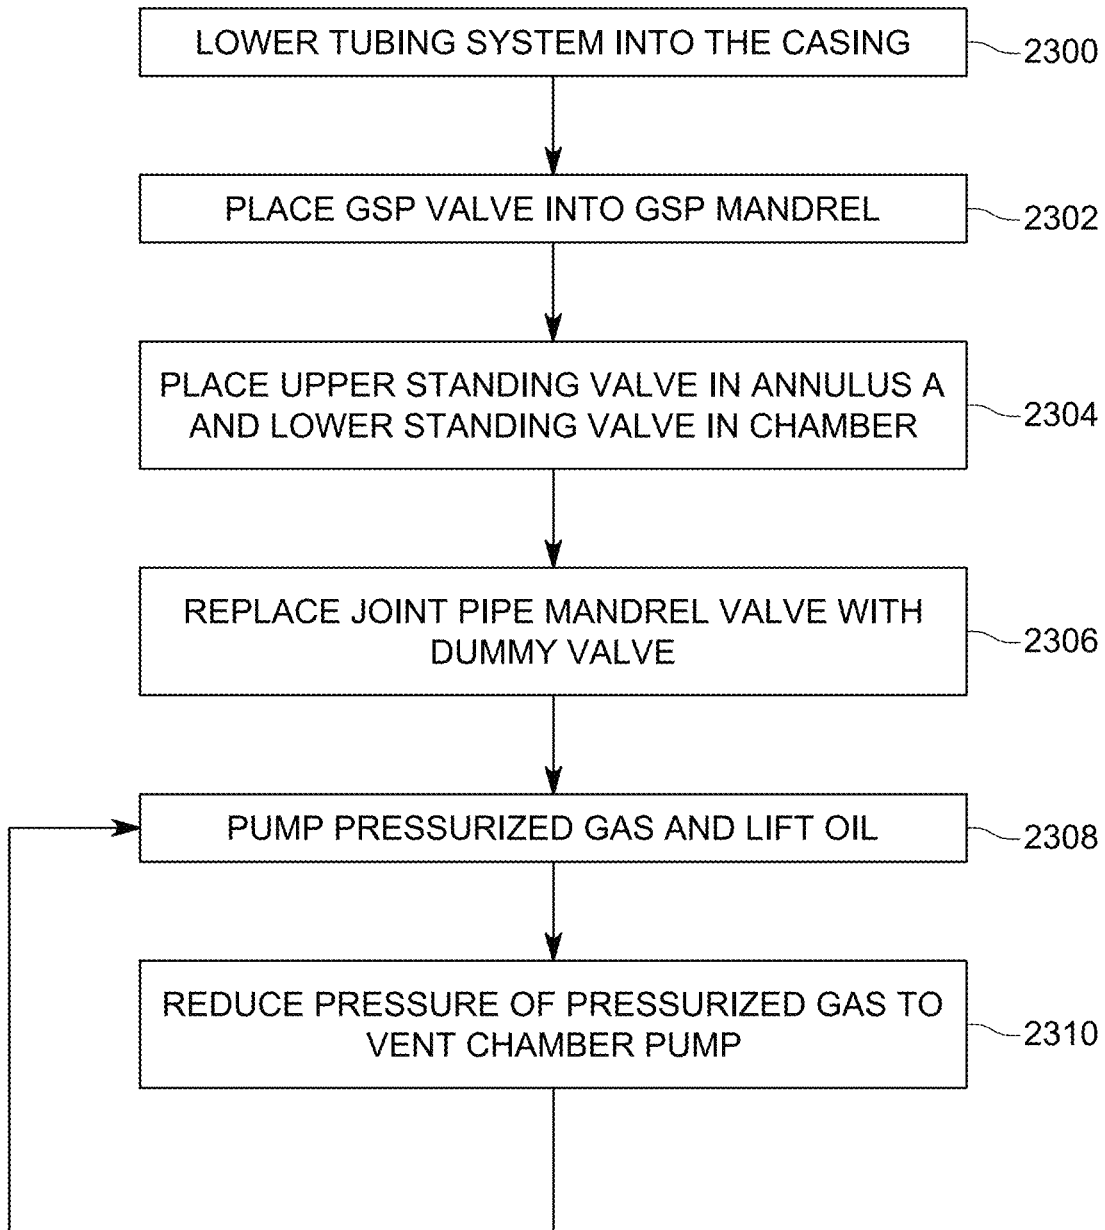 LOWER TUBING SYSTEM INTO THE CASING
2300
PLACE GSP VALVE INTO GSP MANDREL
2302
PLACE UPPER STANDING VALVE IN ANNULUS A
AND LOWER STANDING VALVE IN CHAMBER
2304
REPLACE JOINT PIPE MANDREL VALVE WITH
DUMMY VALVE
2306
PUMP PRESSURIZED GAS AND LIFT OIL
2308
REDUCE PRESSURE OF PRESSURIZED GAS TO
VENT CHAMBER PUMP
2310